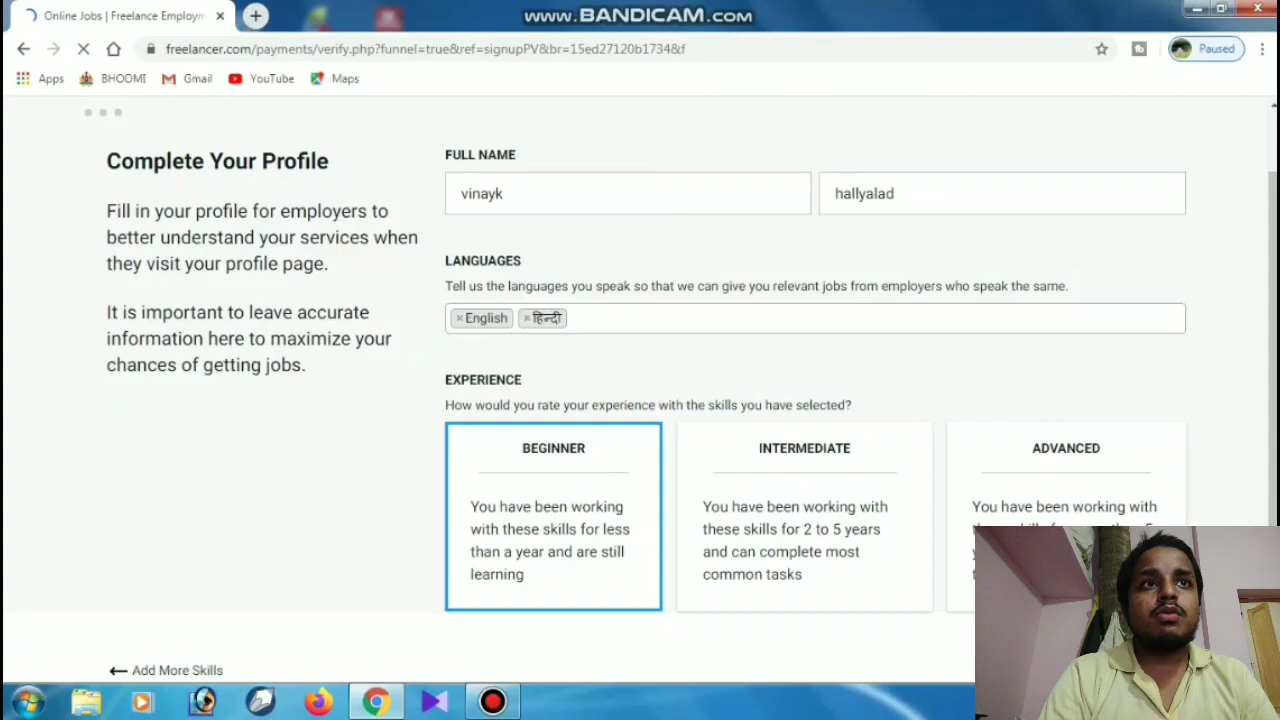 Online Jobs | Freelance Employm
www.BANDICAM.com
freelancer.com/payments/verify.php?funnel=true&ref=signupPV&br=15ed27120b1734&f
Paused
Apps
BHOOMI
Gmail
YouTube
Maps
Complete Your Profile
Fill in your profile for employers to
better understand your services when
they visit your profile page.
It is important to leave accurate
information here to maximize your
chances of getting jobs.
FULL NAME
vinayk
hallyalad
LANGUAGES
Tell us the languages you speak so that we can give you relevant jobs from employers who speak the same.
×English
×हिन्दी
EXPERIENCE
How would you rate your experience with the skills you have selected?
BEGINNER
You have been working
with these skills for less
than a year and are still
learning
INTERMEDIATE
You have been working with
these skills for 2 to 5 years
and can complete most
common tasks
ADVANCED
You have been working with
← Add More Skills